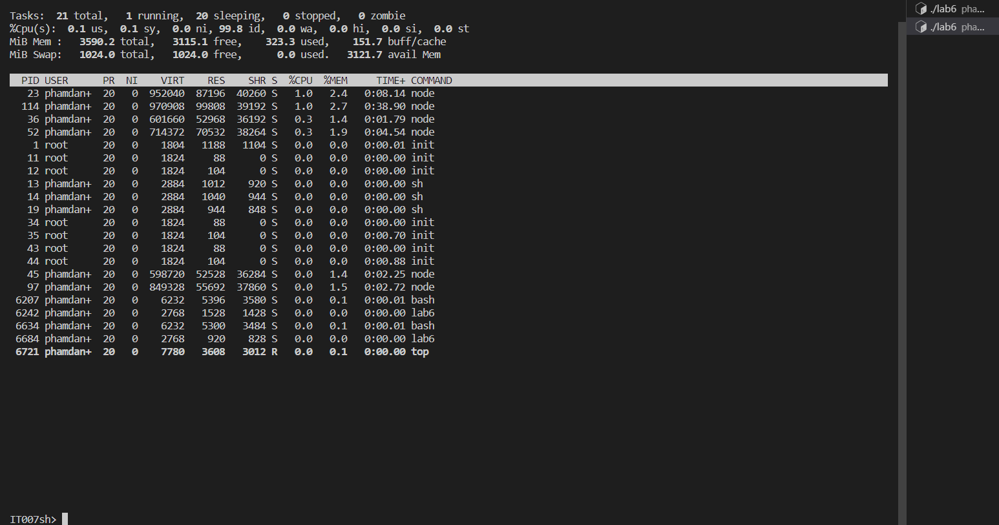 Tasks:  21 total,   1 running,  20 sleeping,   0 stopped,   0 zombie
%Cpu(s):  0.1 us,  0.1 sy,  0.0 ni, 99.8 id,  0.0 wa,  0.0 hi,  0.0 si,  0.0 st
MiB Mem :   3590.2 total,   3115.1 free,    323.3 used,    151.7 buff/cache
MiB Swap:   1024.0 total,   1024.0 free,      0.0 used.   3121.7 avail Mem
PID USER      PR  NI    VIRT    RES    SHR S  %CPU  %MEM     TIME+ COMMAND
23 phamdan+  20   0  952040  87196  40260 S   1.0   2.4   0:08.14 node
114 phamdan+  20   0  970908  99808  39192 S   1.0   2.7   0:38.90 node
36 phamdan+  20   0  601660  52968  36192 S   0.3   1.4   0:01.79 node
52 phamdan+  20   0  714372  70532  38264 S   0.3   1.9   0:04.54 node
1 root      20   0    1804   1188   1104 S   0.0   0.0   0:00.01 init
11 root      20   0    1824     88      0 S   0.0   0.0   0:00.00 init
12 root      20   0    1824    104      0 S   0.0   0.0   0:00.00 init
13 phamdan+  20   0    2884   1012    920 S   0.0   0.0   0:00.00 sh
14 phamdan+  20   0    2884   1040    944 S   0.0   0.0   0:00.00 sh
19 phamdan+  20   0    2884    944    848 S   0.0   0.0   0:00.00 sh
34 root      20   0    1824     88      0 S   0.0   0.0   0:00.00 init
35 root      20   0    1824    104      0 S   0.0   0.0   0:00.70 init
43 root      20   0    1824     88      0 S   0.0   0.0   0:00.00 init
44 root      20   0    1824    104      0 S   0.0   0.0   0:00.88 init
45 phamdan+  20   0  598720  52528  36284 S   0.0   1.4   0:02.25 node
97 phamdan+  20   0  849328  55692  37860 S   0.0   1.5   0:02.72 node
6207 phamdan+  20   0    6232   5396   3580 S   0.0   0.1   0:00.01 bash
6242 phamdan+  20   0    2768   1528   1428 S   0.0   0.0   0:00.00 lab6
6634 phamdan+  20   0    6232   5300   3484 S   0.0   0.1   0:00.01 bash
6684 phamdan+  20   0    2768    920    828 S   0.0   0.0   0:00.00 lab6
6721 phamdan+  20   0    7780   3608   3012 R   0.0   0.1   0:00.00 top
IT007sh>
./lab6 pha...
./lab6 pha...